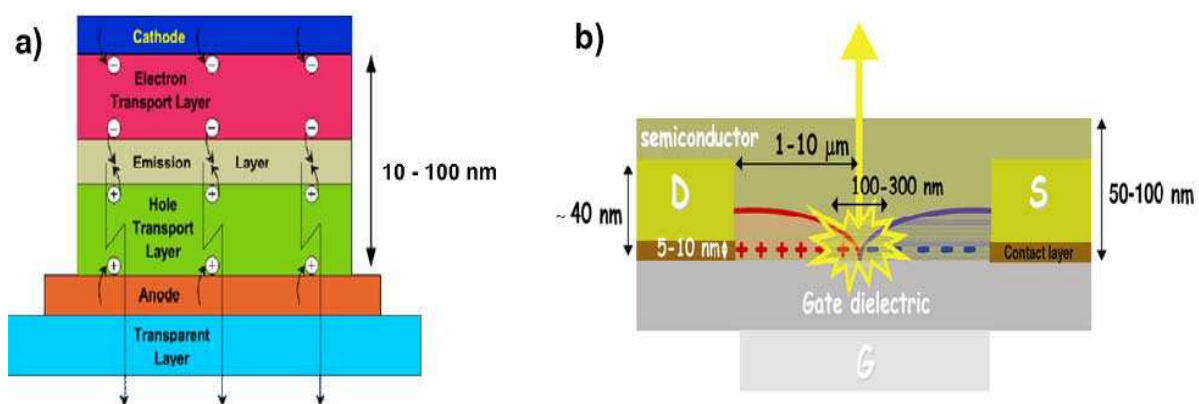 a)
Cathode
Electron
Transport Layer
Emission Layer
Hole
Transport
Layer
Anode
Transparent
Layer
10 - 100 nm
b)
semiconductor
1-10 μm
100-300 nm
D
S
~ 40 nm
50-100 nm
5-10 nm
Contact layer
Gate dielectric
G